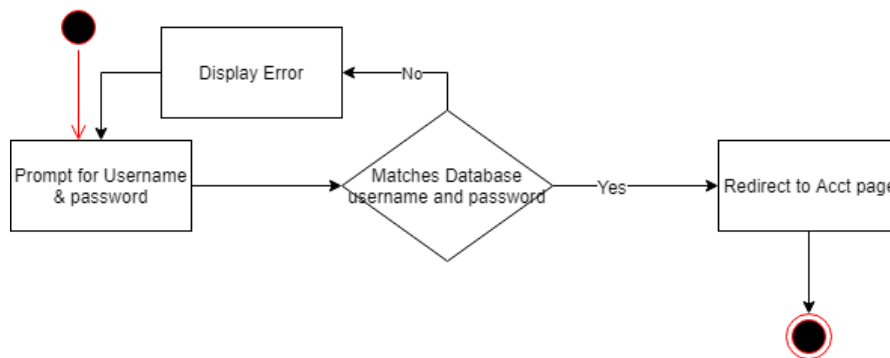 Display Error
No
Prompt for Username
& password
Matches Database
username and password
Yes
Redirect to Acct page